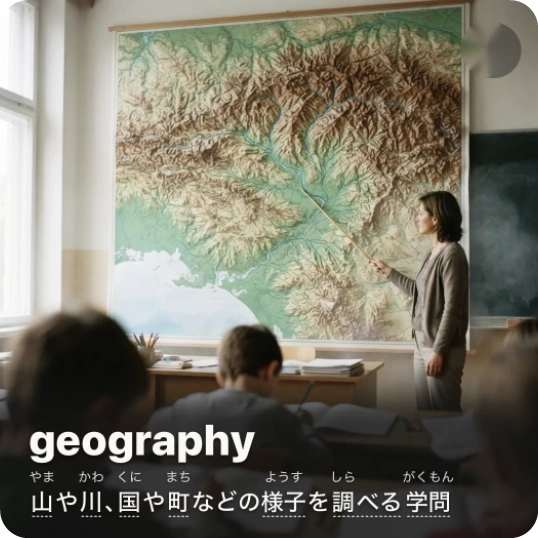 geography
やま かわ くに まち ようす しら がくもん
山や川、国や町などの様子を調べる学問